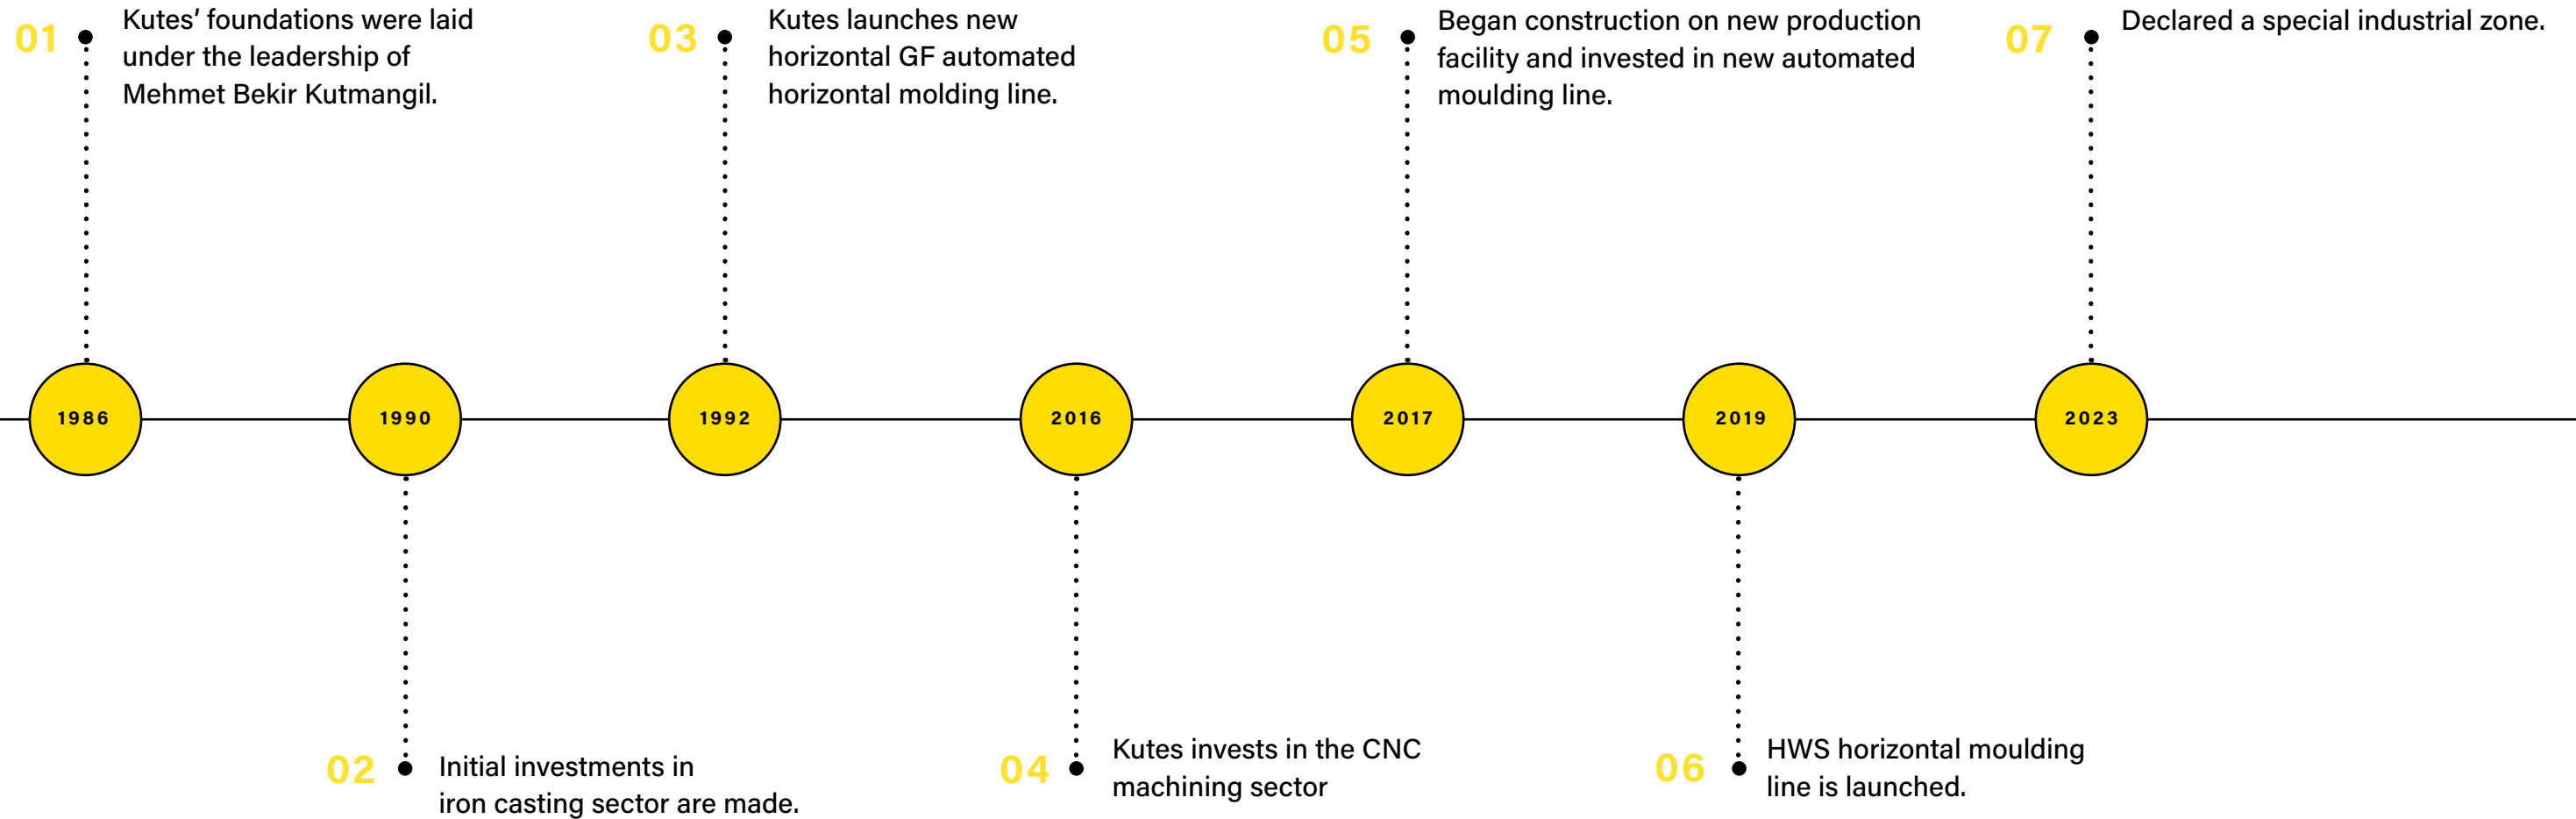 01
Kutes’ foundations were laid
under the leadership of
Mehmet Bekir Kutmangil.
03
Kutes launches new
horizontal GF automated
horizontal molding line.
05
Began construction on new production
facility and invested in new automated
moulding line.
07
Declared a special industrial zone.
1986
1990
1992
2016
2017
2019
2023
02
Initial investments in
iron casting sector are made.
04
Kutes invests in the CNC
machining sector
06
HWS horizontal moulding
line is launched.